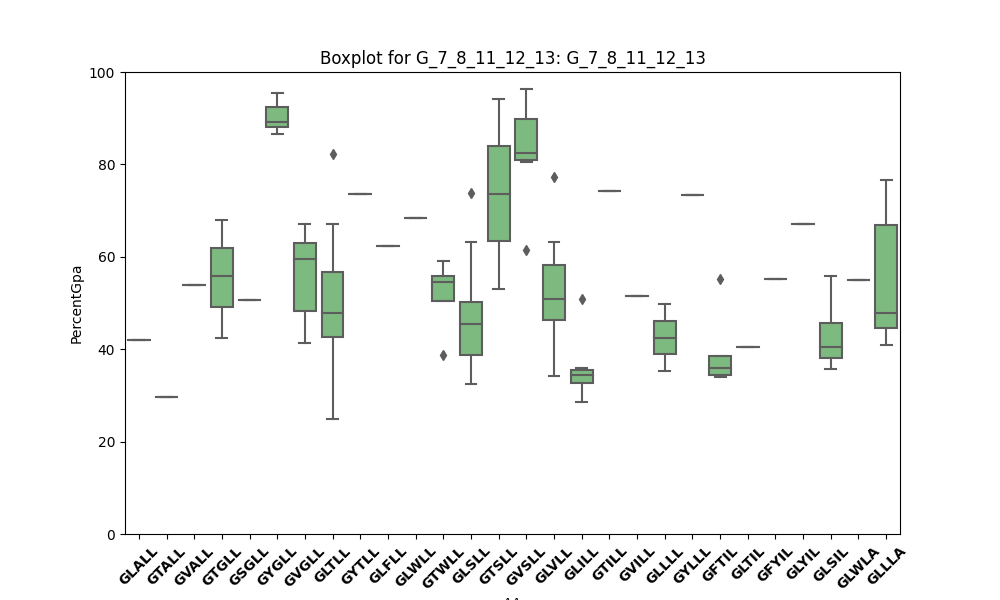 Boxplot for G_7_8_11_12_13: G_7_8_11_12_13
100
80
60
40
20
0
PercentGpa
GLALL GTALL GVALL GTGLL GSGLL GYGLL GVGLL GLTLL GYTLL GLFLL GLWLL GTWLL GLSLL GTSLL GVSLL GLVLL GLILL GTILL GVILL GLLLL GYLLL GFTIL GLTIL GFYIL GLYIL GLSIL GLWLA GLLLA